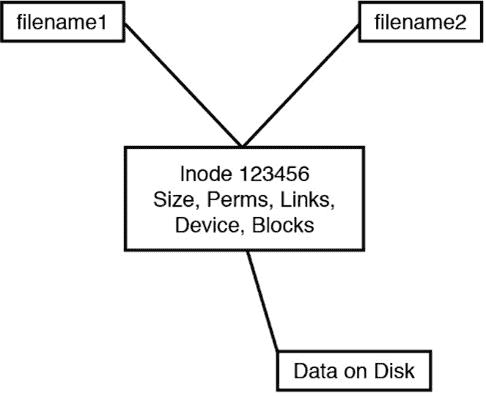 filename1
filename2
Inode 123456
Size, Perms, Links,
Device, Blocks
Data on Disk